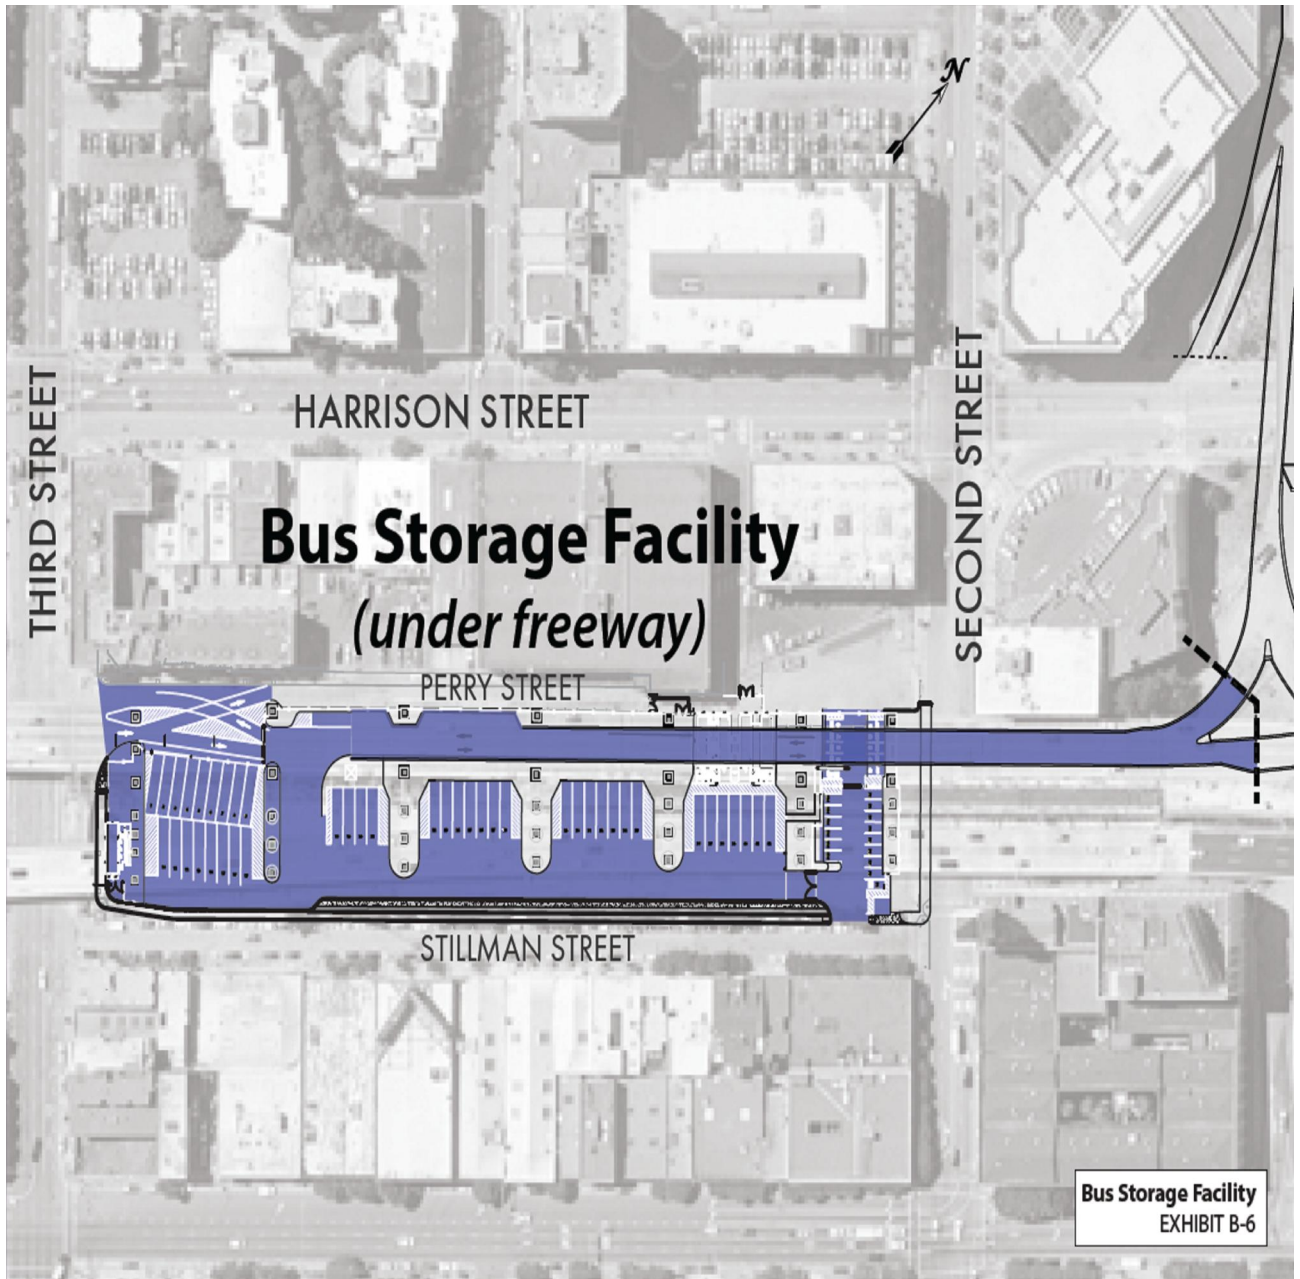 N
HARRISON STREET
THIRD STREET
SECOND STREET
Bus Storage Facility
(under freeway)
PERRY STREET
STILLMAN STREET
Bus Storage Facility
EXHIBIT B-6